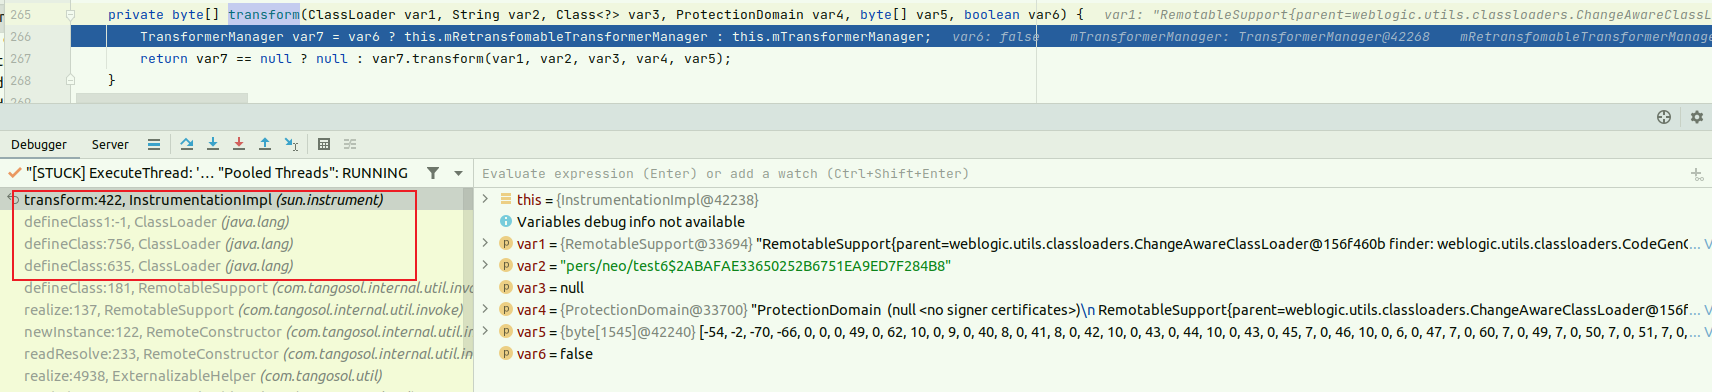 265 private byte[] transform(ClassLoader var1, String var2, Class<?> var3, ProtectionDomain var4, byte[] var5, boolean var6) { var1: "RemotableSupport{parent=weblogic.utils.classloaders.ChangeAwareClassL
266 TransformerManager var7 = var6 ? this.mRetransfomableTransformerManager : this.mTransformerManager; var6: false mTransformerManager: TransformerManager@42268 mRetransfomableTransformerManage
267 return var7 == null ? null : var7.transform(var1, var2, var3, var4, var5);
268 }
269
Debugger Server
"[STUCK] ExecuteThread: '... "Pooled Threads": RUNNING
Evaluate expression (Enter) or add a watch (Ctrl+Shift+Enter)
transform:422, InstrumentationImpl (sun.instrument)
defineClass1:-1, ClassLoader (java.lang)
defineClass:756, ClassLoader (java.lang)
defineClass:635, ClassLoader (java.lang)
defineClass:181, RemotableSupport (com.tangosol.internal.util.invo
realize:137, RemotableSupport (com.tangosol.internal.util.invoke)
newInstance:122, RemoteConstructor (com.tangosol.internal.util.in
readResolve:233, RemoteConstructor (com.tangosol.internal.util.in
realize:4938, ExternalizableHelper (com.tangosol.util)
this = {InstrumentationImpl@42238}
Variables debug info not available
var1 = {RemotableSupport@33694} "RemotableSupport{parent=weblogic.utils.classloaders.ChangeAwareClassLoader@156f460b finder: weblogic.utils.classloaders.CodeGenC... V
var2 = "pers/neo/test6$2ABAFAE33650252B6751EA9ED7F284B8"
var3 = null
var4 = {ProtectionDomain@33700} "ProtectionDomain (null <no signer certificates>)\n RemotableSupport{parent=weblogic.utils.classloaders.ChangeAwareClassLoader@156f... V
var5 = {byte[1545]@42240} [-54, -2, -70, -66, 0, 0, 0, 49, 0, 62, 10, 0, 9, 0, 40, 8, 0, 41, 8, 0, 42, 10, 0, 43, 0, 44, 10, 0, 43, 0, 45, 7, 0, 46, 10, 0, 6, 0, 47, 7, 0, 60, 7, 0, 49, 7, 0, 50, 7, 0, 51, 7, 0,... V
var6 = false